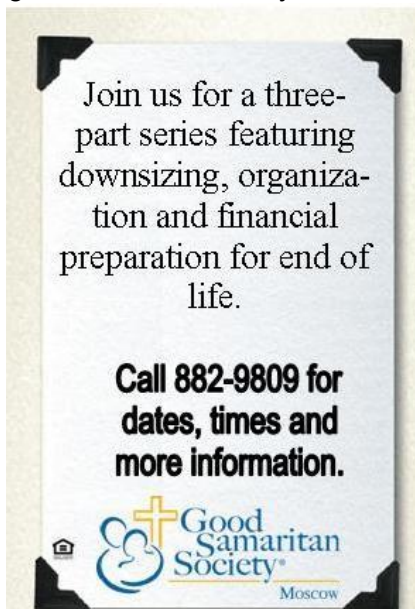 Join us for a three-
part series featuring
downsizing, organiza-
tion and financial
preparation for end of
life.
Call 882-9809 for
dates, times and
more information.
Good
Samaritan
Society®
Moscow